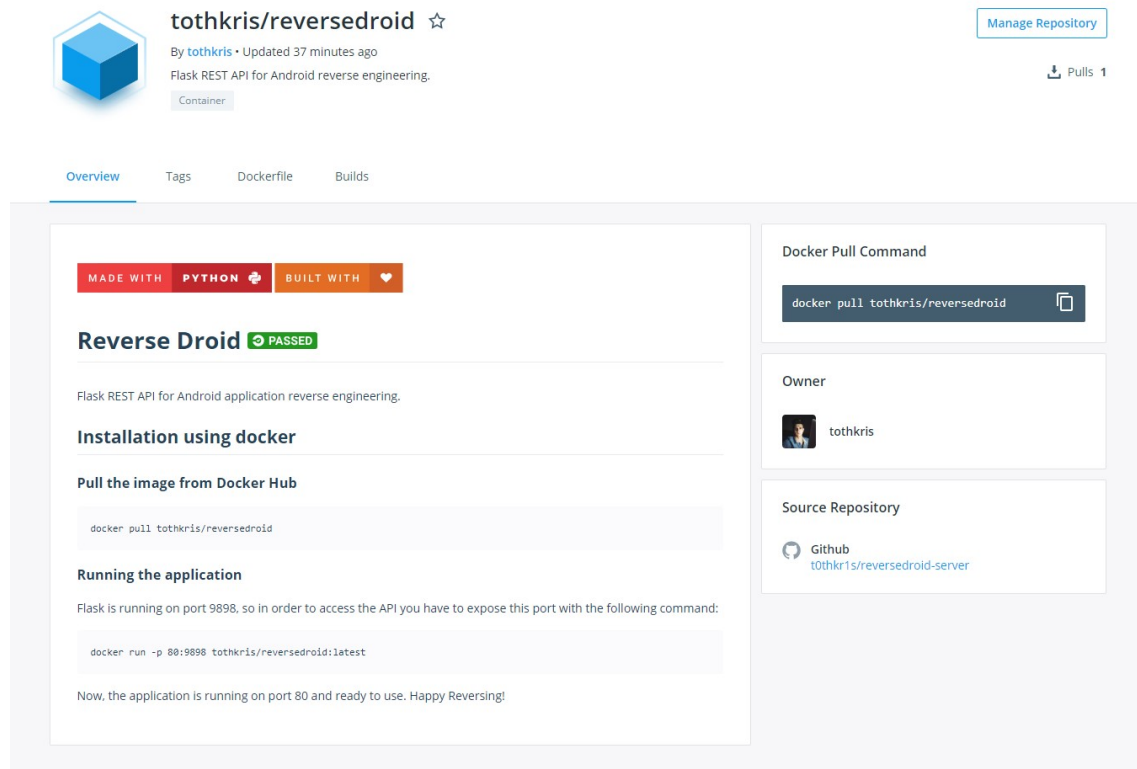 tothkris/reversedroid
By tothkris • Updated 37 minutes ago
Flask REST API for Android reverse engineering.
Container
Manage Repository
Pulls 1
Overview
Tags
Dockerfile
Builds
MADE WITH PYTHON
BUILT WITH
Reverse Droid PASSED
Flask REST API for Android application reverse engineering.
Installation using docker
Pull the image from Docker Hub
docker pull tothkris/reversedroid
Running the application
Flask is running on port 9898, so in order to access the API you have to expose this port with the following command:
docker run -p 80:9898 tothkris/reversedroid:latest
Now, the application is running on port 80 and ready to use. Happy Reversing!
Docker Pull Command
docker pull tothkris/reversedroid
Owner
tothkris
Source Repository
Github
t0thkr1s/reversedroid-server